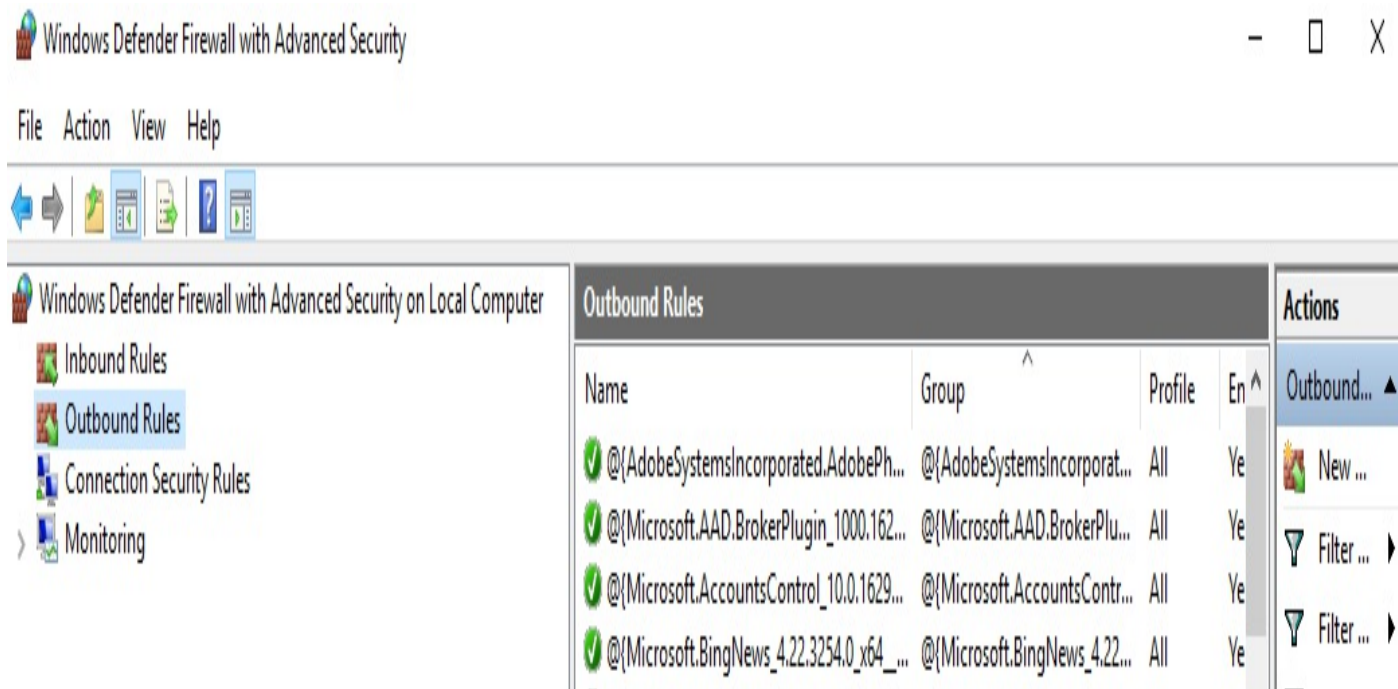 Windows Defender Firewall with Advanced Security
File Action View Help
Windows Defender Firewall with Advanced Security on Local Computer
Inbound Rules
Outbound Rules
Connection Security Rules
Monitoring
Outbound Rules
Name Group Profile En
@{AdobeSystemsIncorporated.AdobePh... @{AdobeSystemsIncorporat... All Ye
@{Microsoft.AAD.BrokerPlugin_1000.162... @{Microsoft.AAD.BrokerPlu... All Ye
@{Microsoft.AccountsControl_10.0.1629... @{Microsoft.AccountsContr... All Ye
@{Microsoft.BingNews_4.22.3254.0_x64__... @{Microsoft.BingNews_4.22... All Ye
Actions
Outbound...
New ...
Filter ...
Filter ...